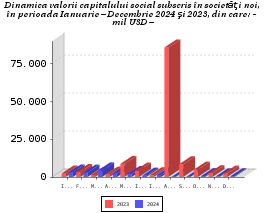 Dinamica valorii capitalului social subscris în societăţi noi,
în perioada Ianuarie – Decembrie 2024 şi 2023, din care: -
mil USD –
75.000
50.000
25.000
0
I... F... M... A... M... I... I... A... S... O... N... D...
2023 2024